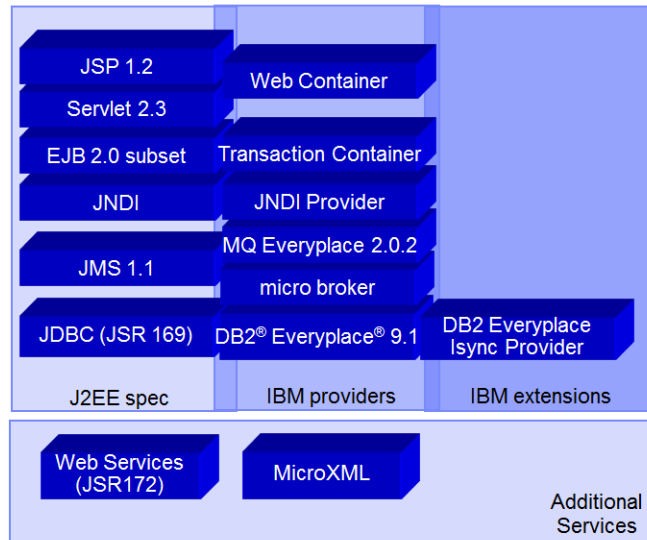 JSP 1.2
Web Container
Servlet 2.3
EJB 2.0 subset
Transaction Container
JNDI
JNDI Provider
MQ Everyplace 2.0.2
JMS 1.1
micro broker
JDBC (JSR 169)
DB2® Everyplace® 9.1
DB2 Everyplace
Isync Provider
J2EE spec
IBM providers
IBM extensions
Web Services
(JSR172)
MicroXML
Additional
Services